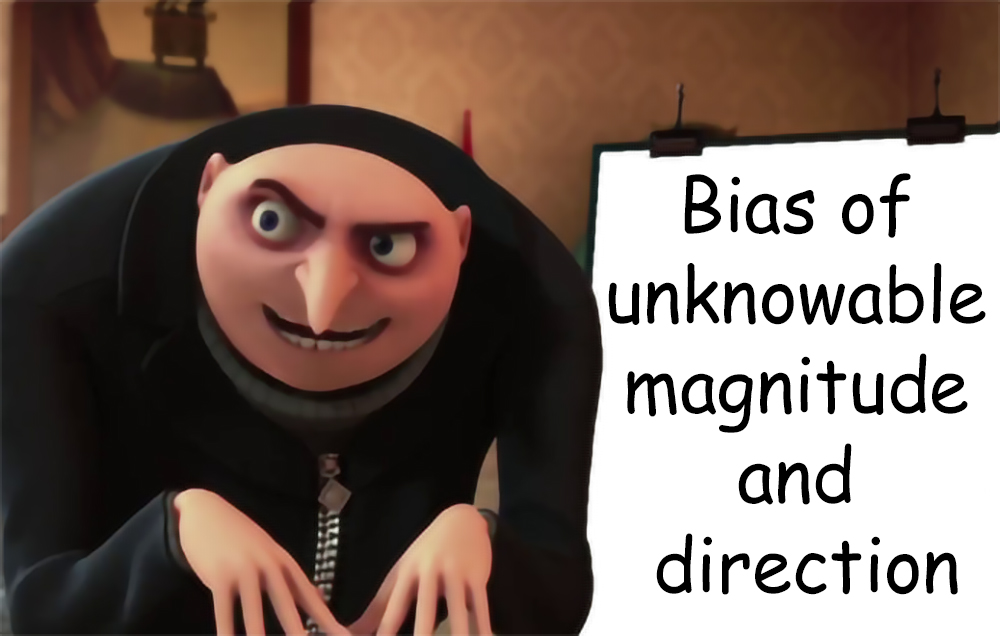 Bias of
unknowable
magnitude
and
direction